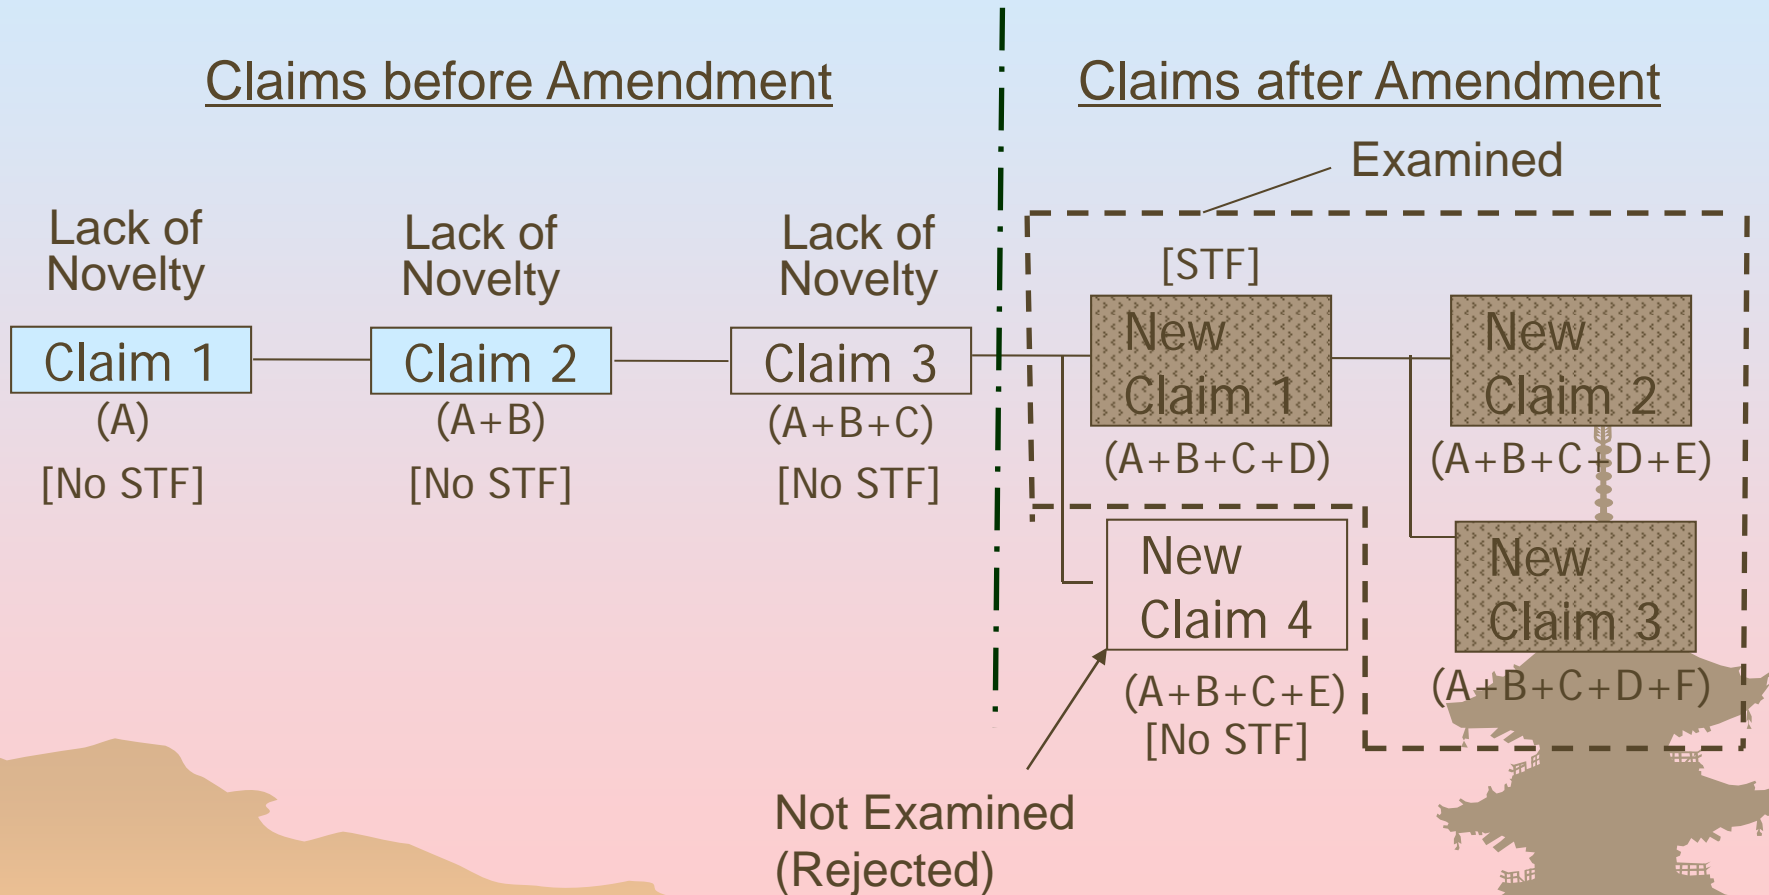 Claims before Amendment
Claims after Amendment
Examined
Lack of
Novelty
Lack of
Novelty
Lack of
Novelty
[STF]
Claim 1
Claim 2
Claim 3
New
Claim 1
New
Claim 2
(A)
(A+B)
(A+B+C)
(A+B+C+D)
(A+B+C+D+E)
[No STF]
[No STF]
[No STF]
New
Claim 4
New
Claim 3
(A+B+C+E)
[No STF]
(A+B+C+D+F)
Not Examined
(Rejected)